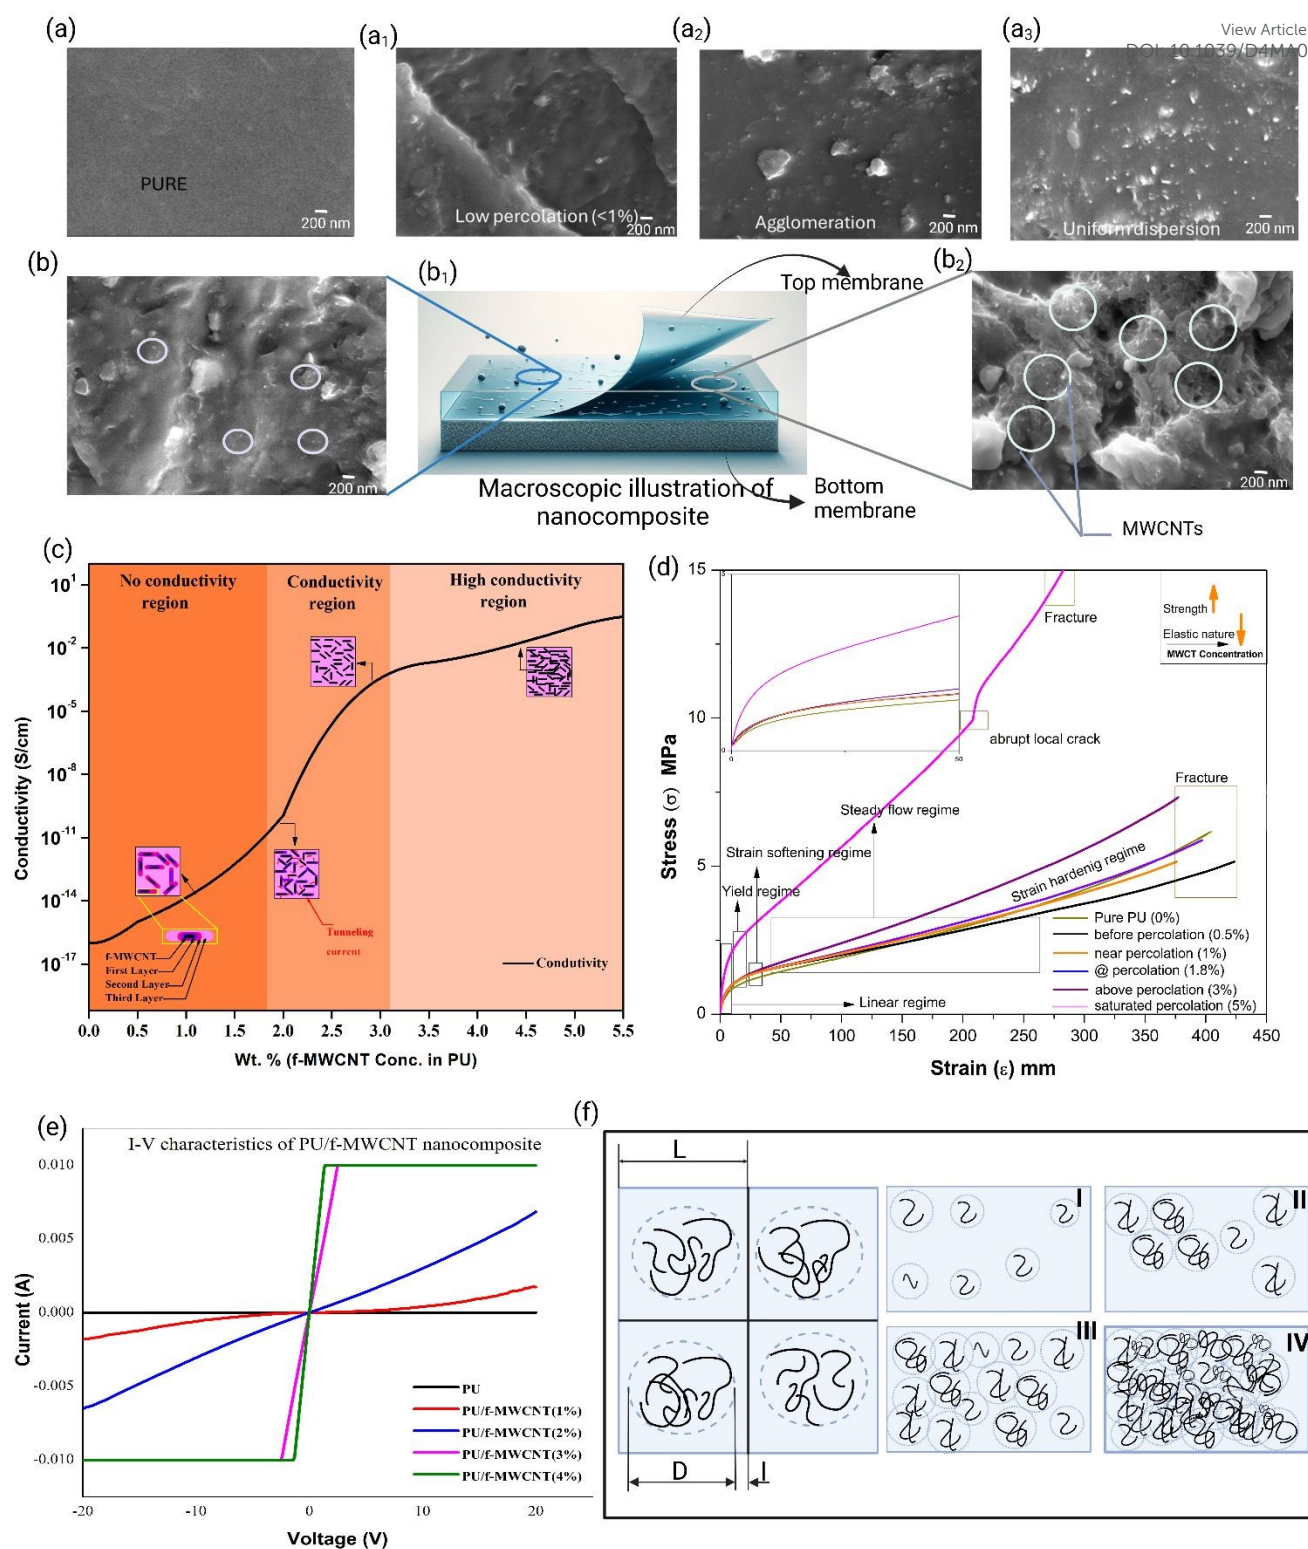 (a)
(a1)
(a2)
(a3)
View Article
DOI: 10.1039/D4MA0
PURE
200 nm
Low percolation (<1%)
200 nm
Agglomeration
200 nm
Uniform dispersion
200 nm
(b)
(b1)
Top membrane
(b2)
200 nm
Macroscopic illustration of
nanocomposite
Bottom
membrane
200 nm
MWCNTs
(c)
No conductivity
region
Conductivity
region
High conductivity
region
Conductivity (S/cm)
10^1
10^-2
10^-5
10^-8
10^-11
10^-14
10^-17
f-MWCNT
First Layer
Second Layer
Third Layer
Tunneling
current
Condutivity
0.0 0.5 1.0 1.5 2.0 2.5 3.0 3.5 4.0 4.5 5.0 5.5
Wt. % (f-MWCNT Conc. in PU)
(d)
Stress (σ) MPa
15
10
5
0
5
0
0
50
Fracture
Strength
Elastic nature
MWCT Concentration
abrupt local crack
Fracture
Steady flow regime
Strain softening regime
Yield regime
Strain hardenig regime
Linear regime
Pure PU (0%)
before percolation (0.5%)
near percolation (1%)
@ percolation (1.8%)
above peroclation (3%)
saturated percolation (5%)
0 50 100 150 200 250 300 350 400 450
Strain (ε) mm
(e)
I-V characteristics of PU/f-MWCNT nanocomposite
Current (A)
0.010
0.005
0.000
-0.005
-0.010
PU
PU/f-MWCNT(1%)
PU/f-MWCNT(2%)
PU/f-MWCNT(3%)
PU/f-MWCNT(4%)
-20 -10 0 10 20
Voltage (V)
(f)
L
D
I
I
II
III
IV